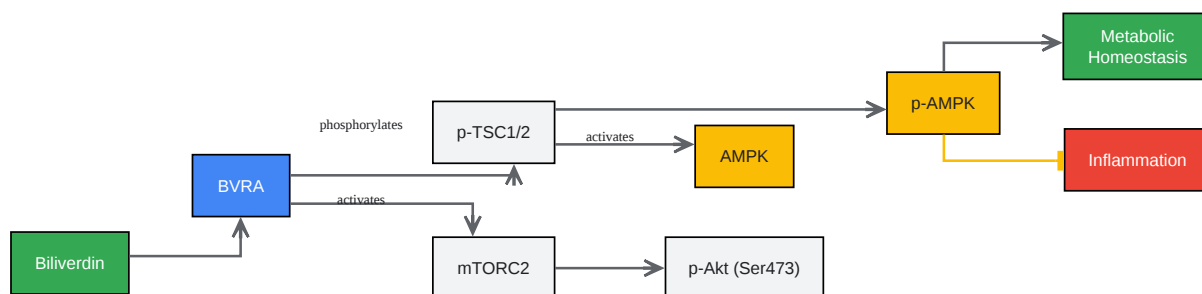 Metabolic
Homeostasis
p-AMPK
phosphorylates
p-TSC1/2
activates
AMPK
Inflammation
BVRA
activates
Biliverdin
mTORC2
p-Akt (Ser473)